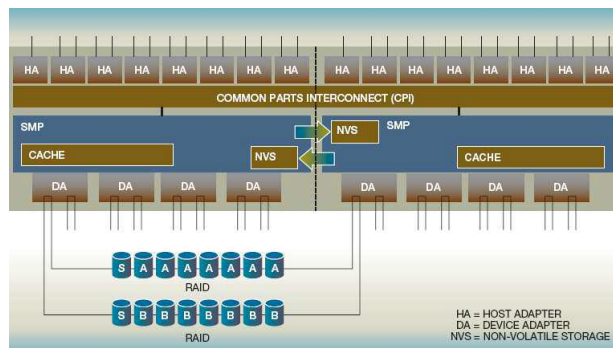 HA HA HA HA HA HA HA HA HA HA HA HA HA HA HA HA
COMMON PARTS INTERCONNECT (CPI)
SMP NVS SMP
CACHE NVS CACHE
DA DA DA DA DA DA DA DA
S A A A A A A A
RAID
S B B B B B B B
RAID
HA = HOST ADAPTER
DA = DEVICE ADAPTER
NVS = NON-VOLATILE STORAGE